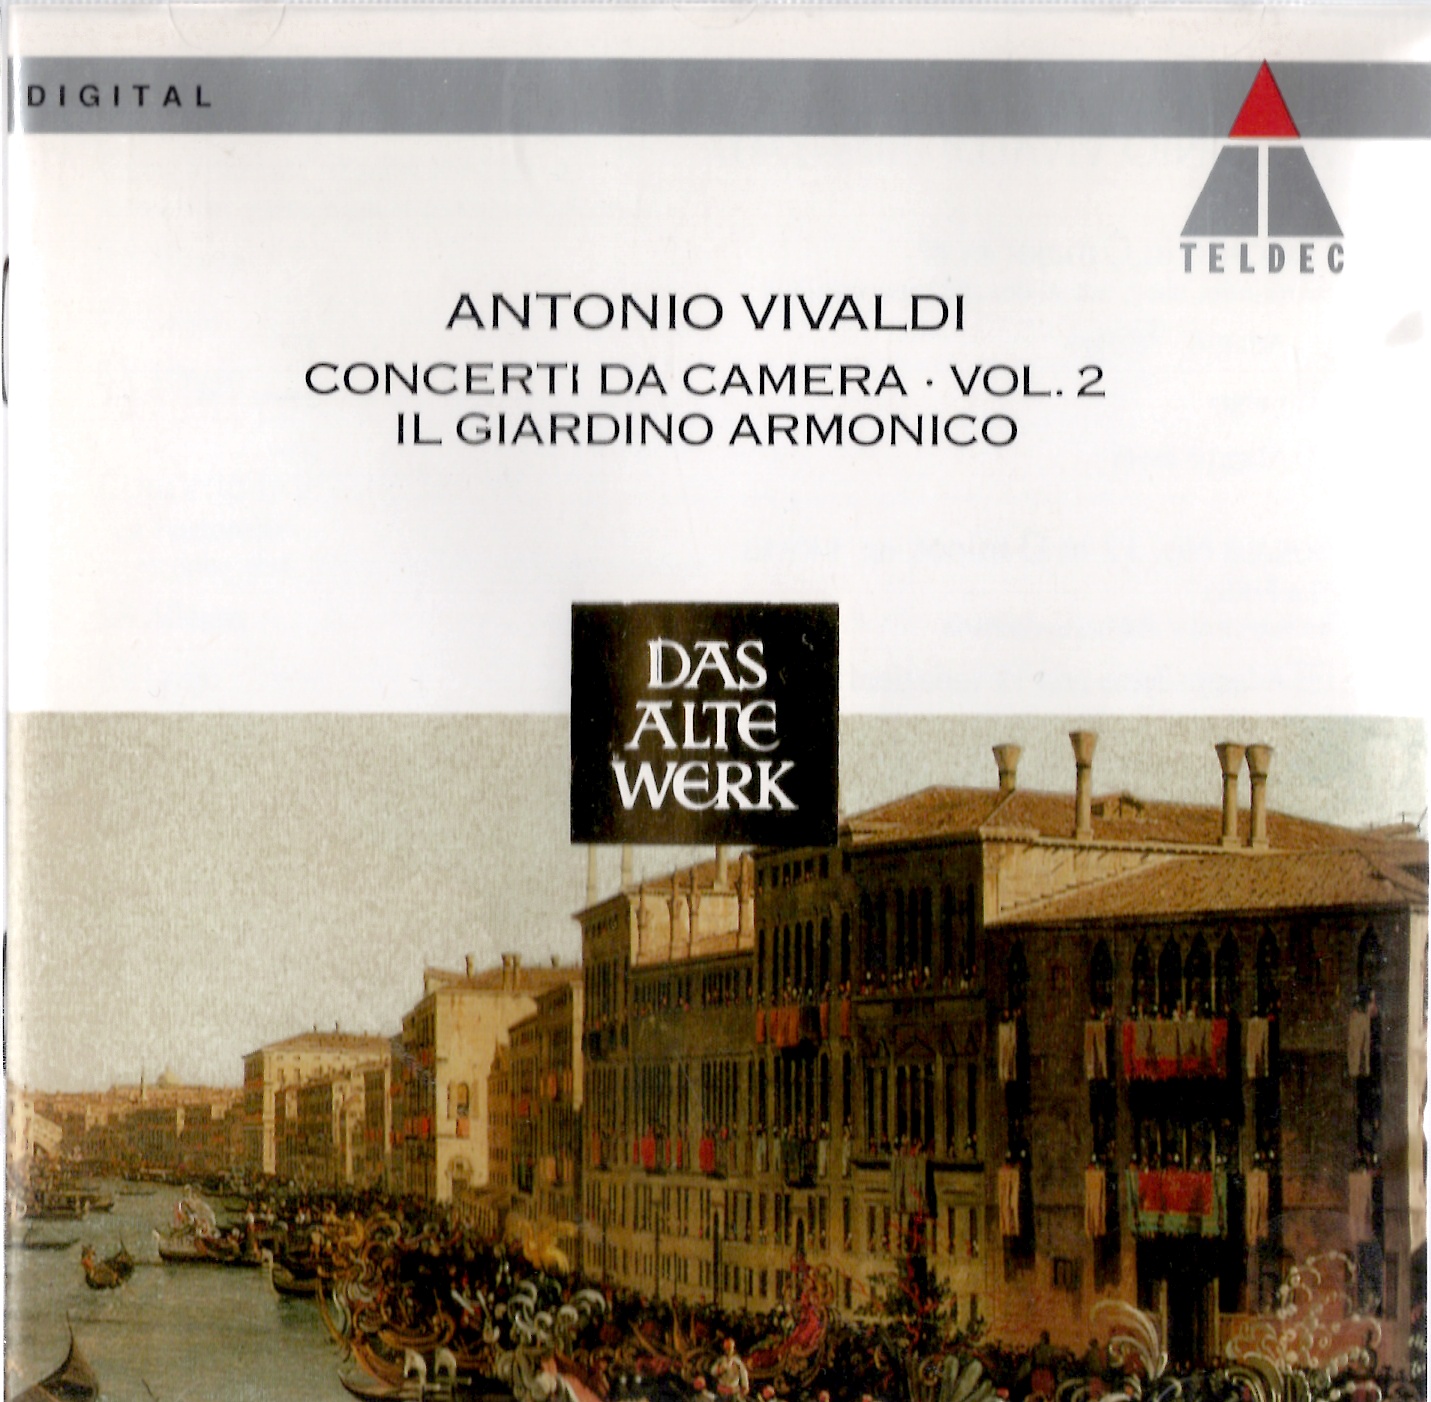 DIGITAL
TELDEC
ANTONIO VIVALDI
CONCERTI DA CAMERA · VOL. 2
IL GIARDINO ARMONICO
DAS
ALTE
WERK